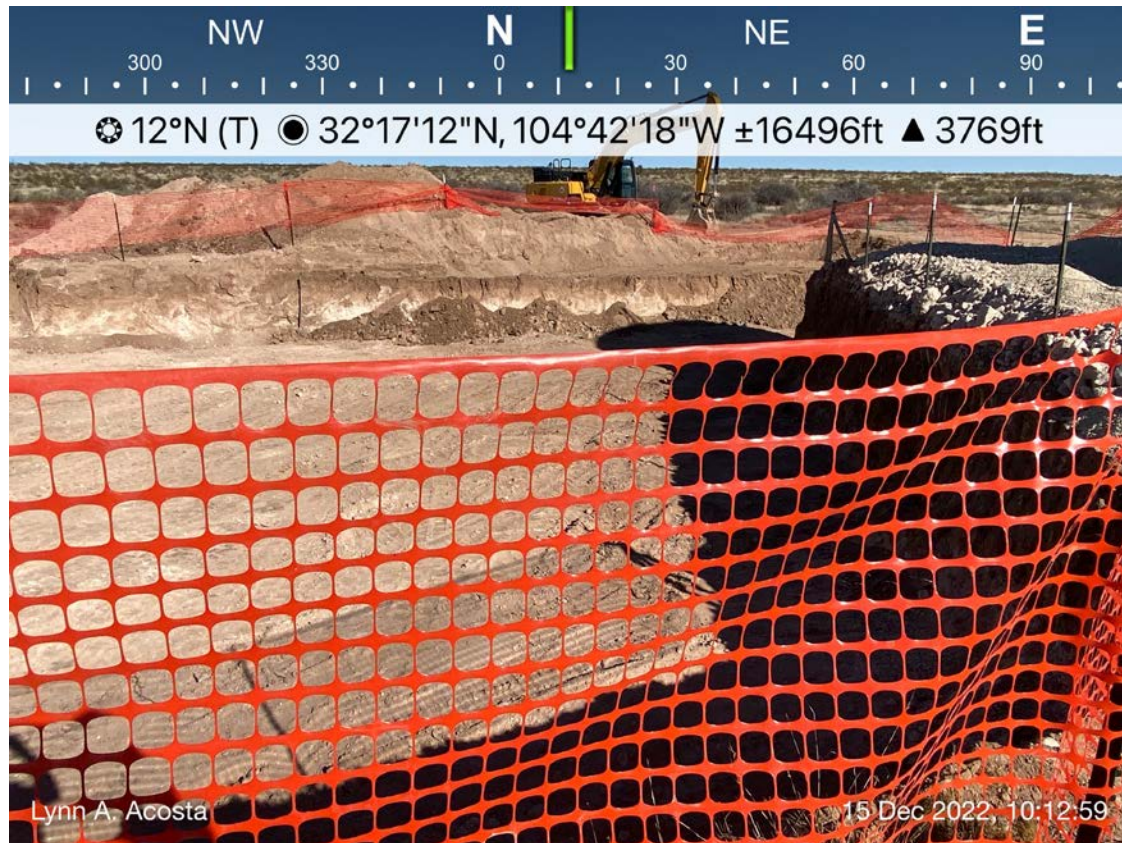 NW N NE E
300 330 0 30 60 90
12°N (T) 32°17'12"N, 104°42'18"W ±16496ft ▲ 3769ft
Lynn A. Acosta
15 Dec 2022, 10:12:59